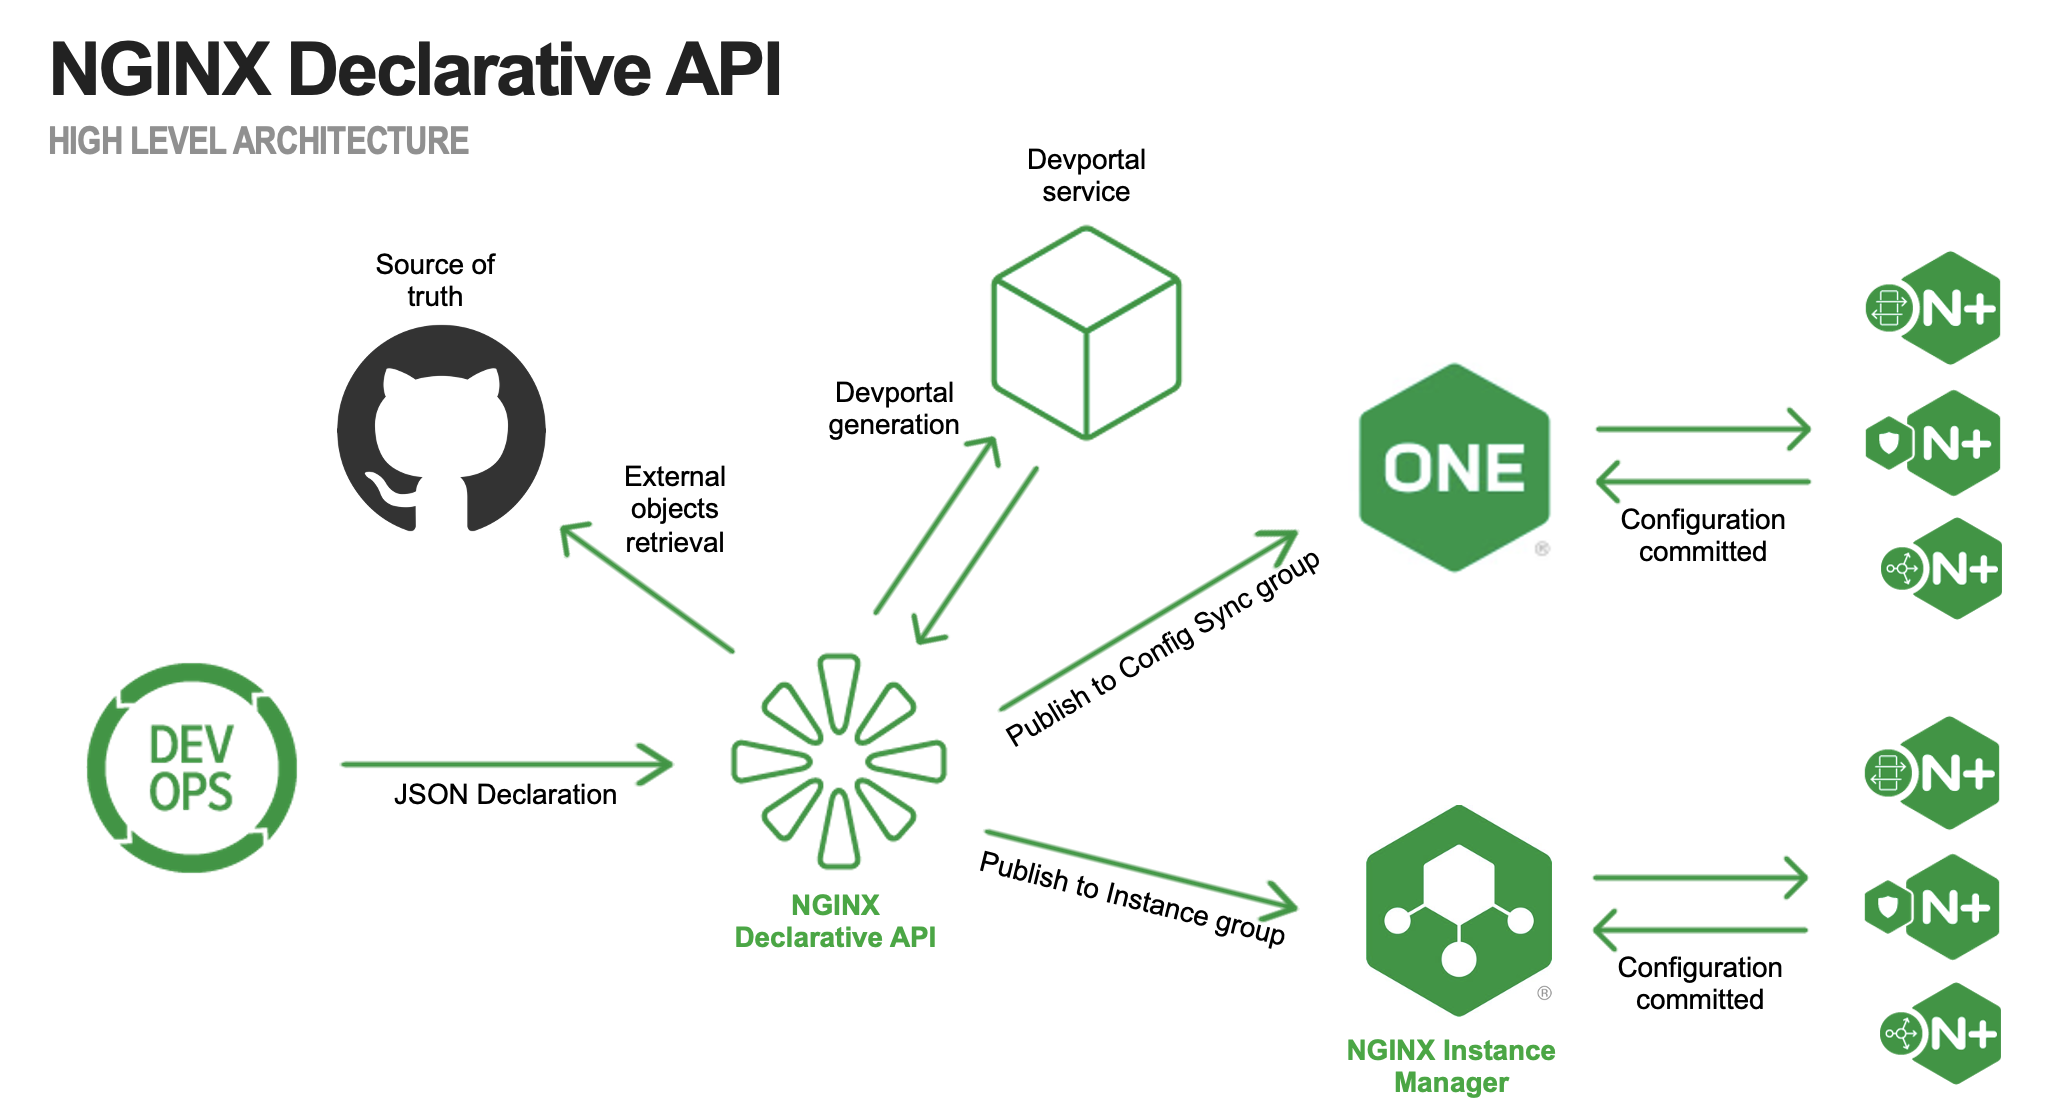 NGINX Declarative API
HIGH LEVEL ARCHITECTURE
Devportal
service
Source of
truth
Devportal
generation
External
objects
retrieval
ONE
®
Configuration
committed
N+
N+
N+
Publish to Config Sync group
DEV
OPS
JSON Declaration
NGINX
Declarative API
Publish to Instance group
®
NGINX Instance
Manager
Configuration
committed
N+
N+
N+